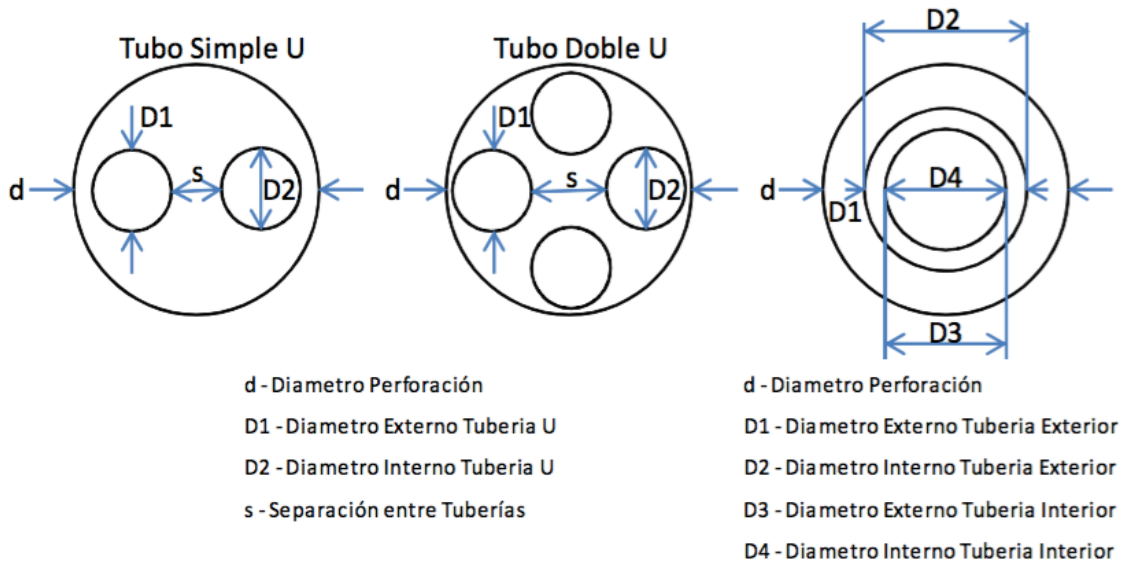 Tubo Simple U
D1
d
s
D2
Tubo Doble U
D1
d
s
D2
D2
d
D4
D1
D3
d - Diametro Perforación
D1 - Diametro Externo Tuberia U
D2 - Diametro Interno Tuberia U
s - Separación entre Tuberías
d - Diametro Perforación
D1 - Diametro Externo Tuberia Exterior
D2 - Diametro Interno Tuberia Exterior
D3 - Diametro Externo Tuberia Interior
D4 - Diametro Interno Tuberia Interior